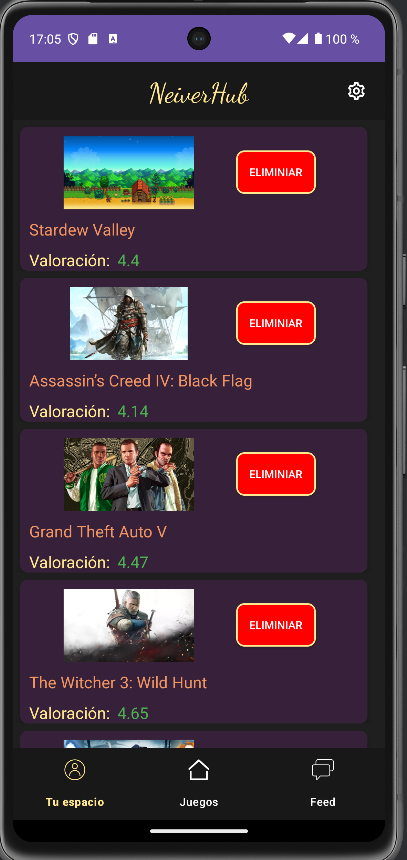 17:05 100 %
NeiverHub
ELIMINIAR
Stardew Valley
Valoración: 4.4
ELIMINIAR
Assassin’s Creed IV: Black Flag
Valoración: 4.14
ELIMINIAR
Grand Theft Auto V
Valoración: 4.47
ELIMINIAR
The Witcher 3: Wild Hunt
Valoración: 4.65
Tu espacio Juegos Feed